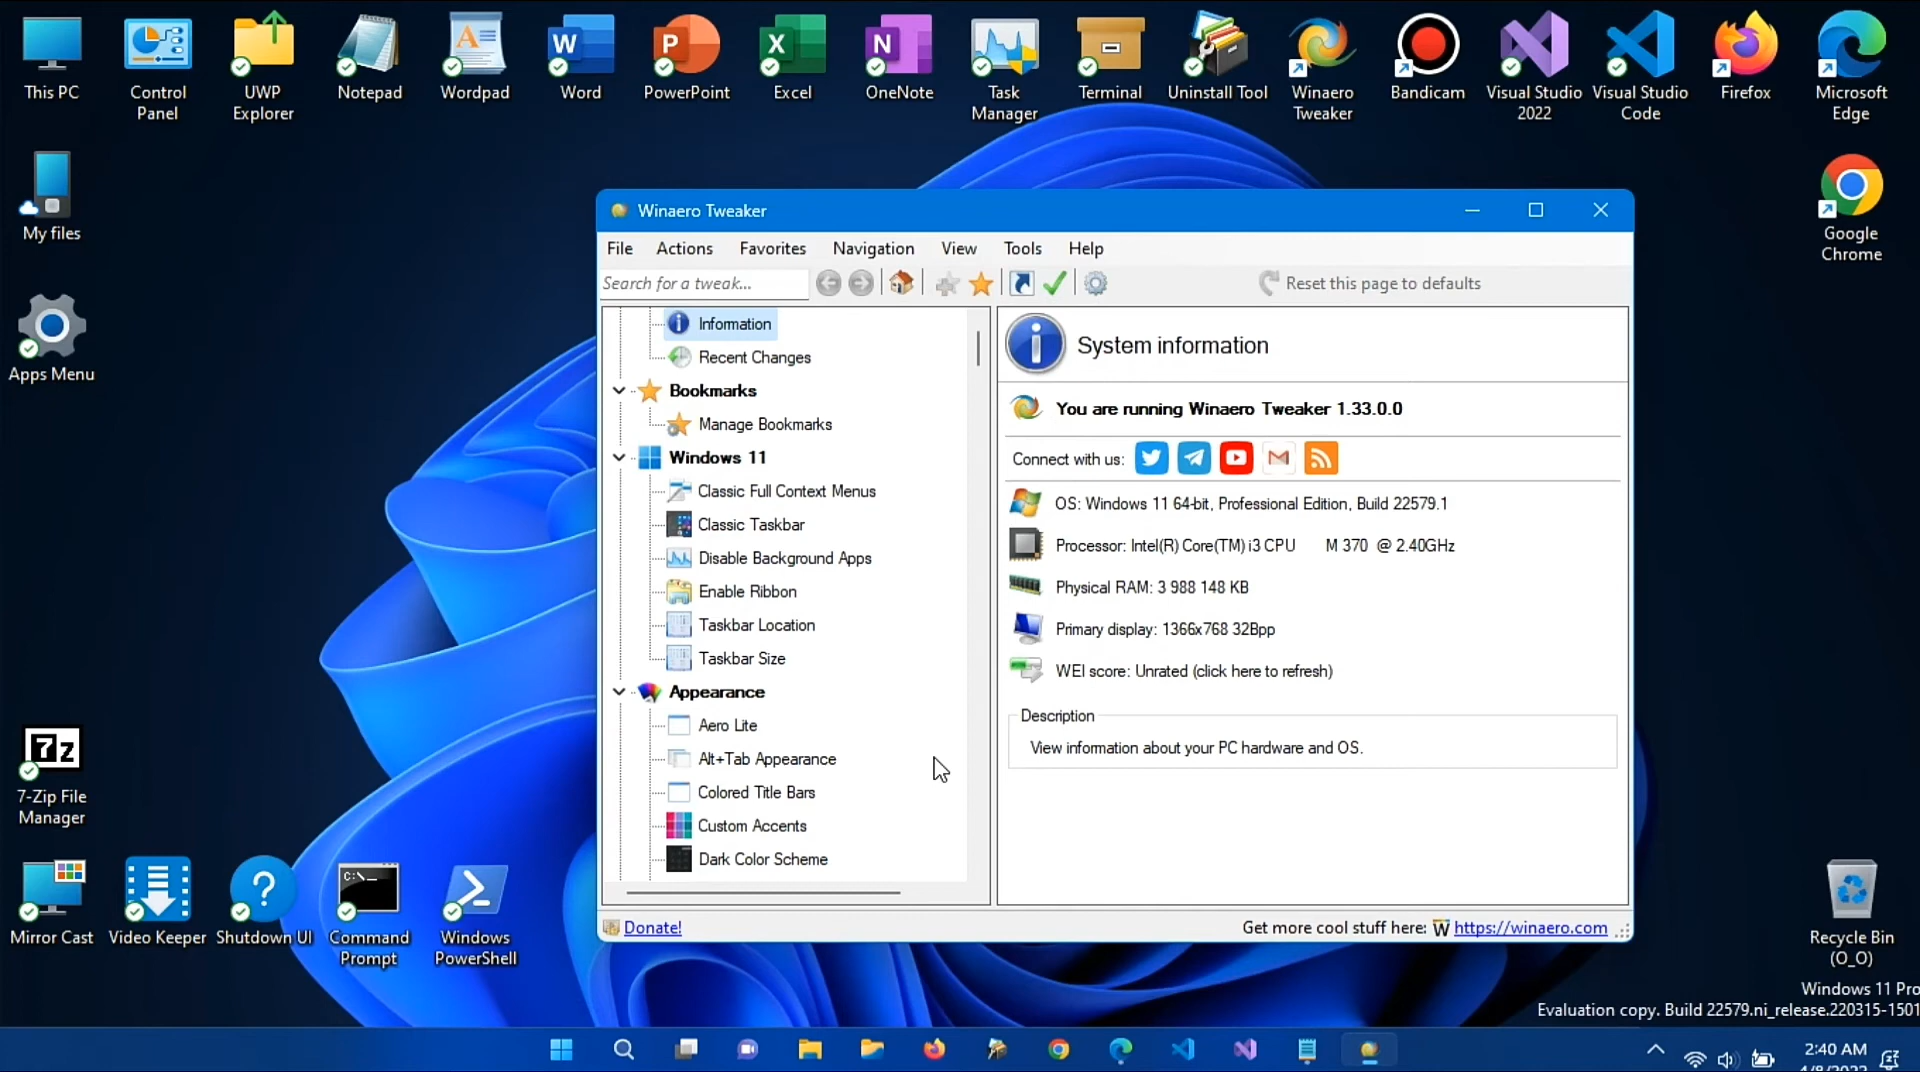 This PC
Control
Panel
UWP
Explorer
Notepad
Wordpad
Word
PowerPoint
Excel
OneNote
Task
Manager
Terminal
Uninstall Tool
Winaero
Tweaker
Bandicam
Visual Studio
2022
Visual Studio
Code
Firefox
Microsoft
Edge
My files
Google
Chrome
Apps Menu
7z
7-Zip File
Manager
Mirror Cast
Video Keeper
Shutdown UI
C:\_
Command
Prompt
Windows
PowerShell
Winaero Tweaker
File Actions Favorites Navigation View Tools Help
Search for a tweak...
Reset this page to defaults
Information
Recent Changes
Bookmarks
Manage Bookmarks
Windows 11
Classic Full Context Menus
Classic Taskbar
Disable Background Apps
Enable Ribbon
Taskbar Location
Taskbar Size
Appearance
Aero Lite
Alt+Tab Appearance
Colored Title Bars
Custom Accents
Dark Color Scheme
System information
You are running Winaero Tweaker 1.33.0.0
Connect with us:
OS: Windows 11 64-bit, Professional Edition, Build 22579.1
Processor: Intel(R) Core(TM) i3 CPU M 370 @ 2.40GHz
Physical RAM: 3 988 148 KB
Primary display: 1366x768 32Bpp
WEI score: Unrated (click here to refresh)
Description
View information about your PC hardware and OS.
Donate!
Get more cool stuff here: W https://winaero.com
Recycle Bin
(O_O)
Windows 11 Pro
Evaluation copy. Build 22579.ni_release.220315-1501
2:40 AM